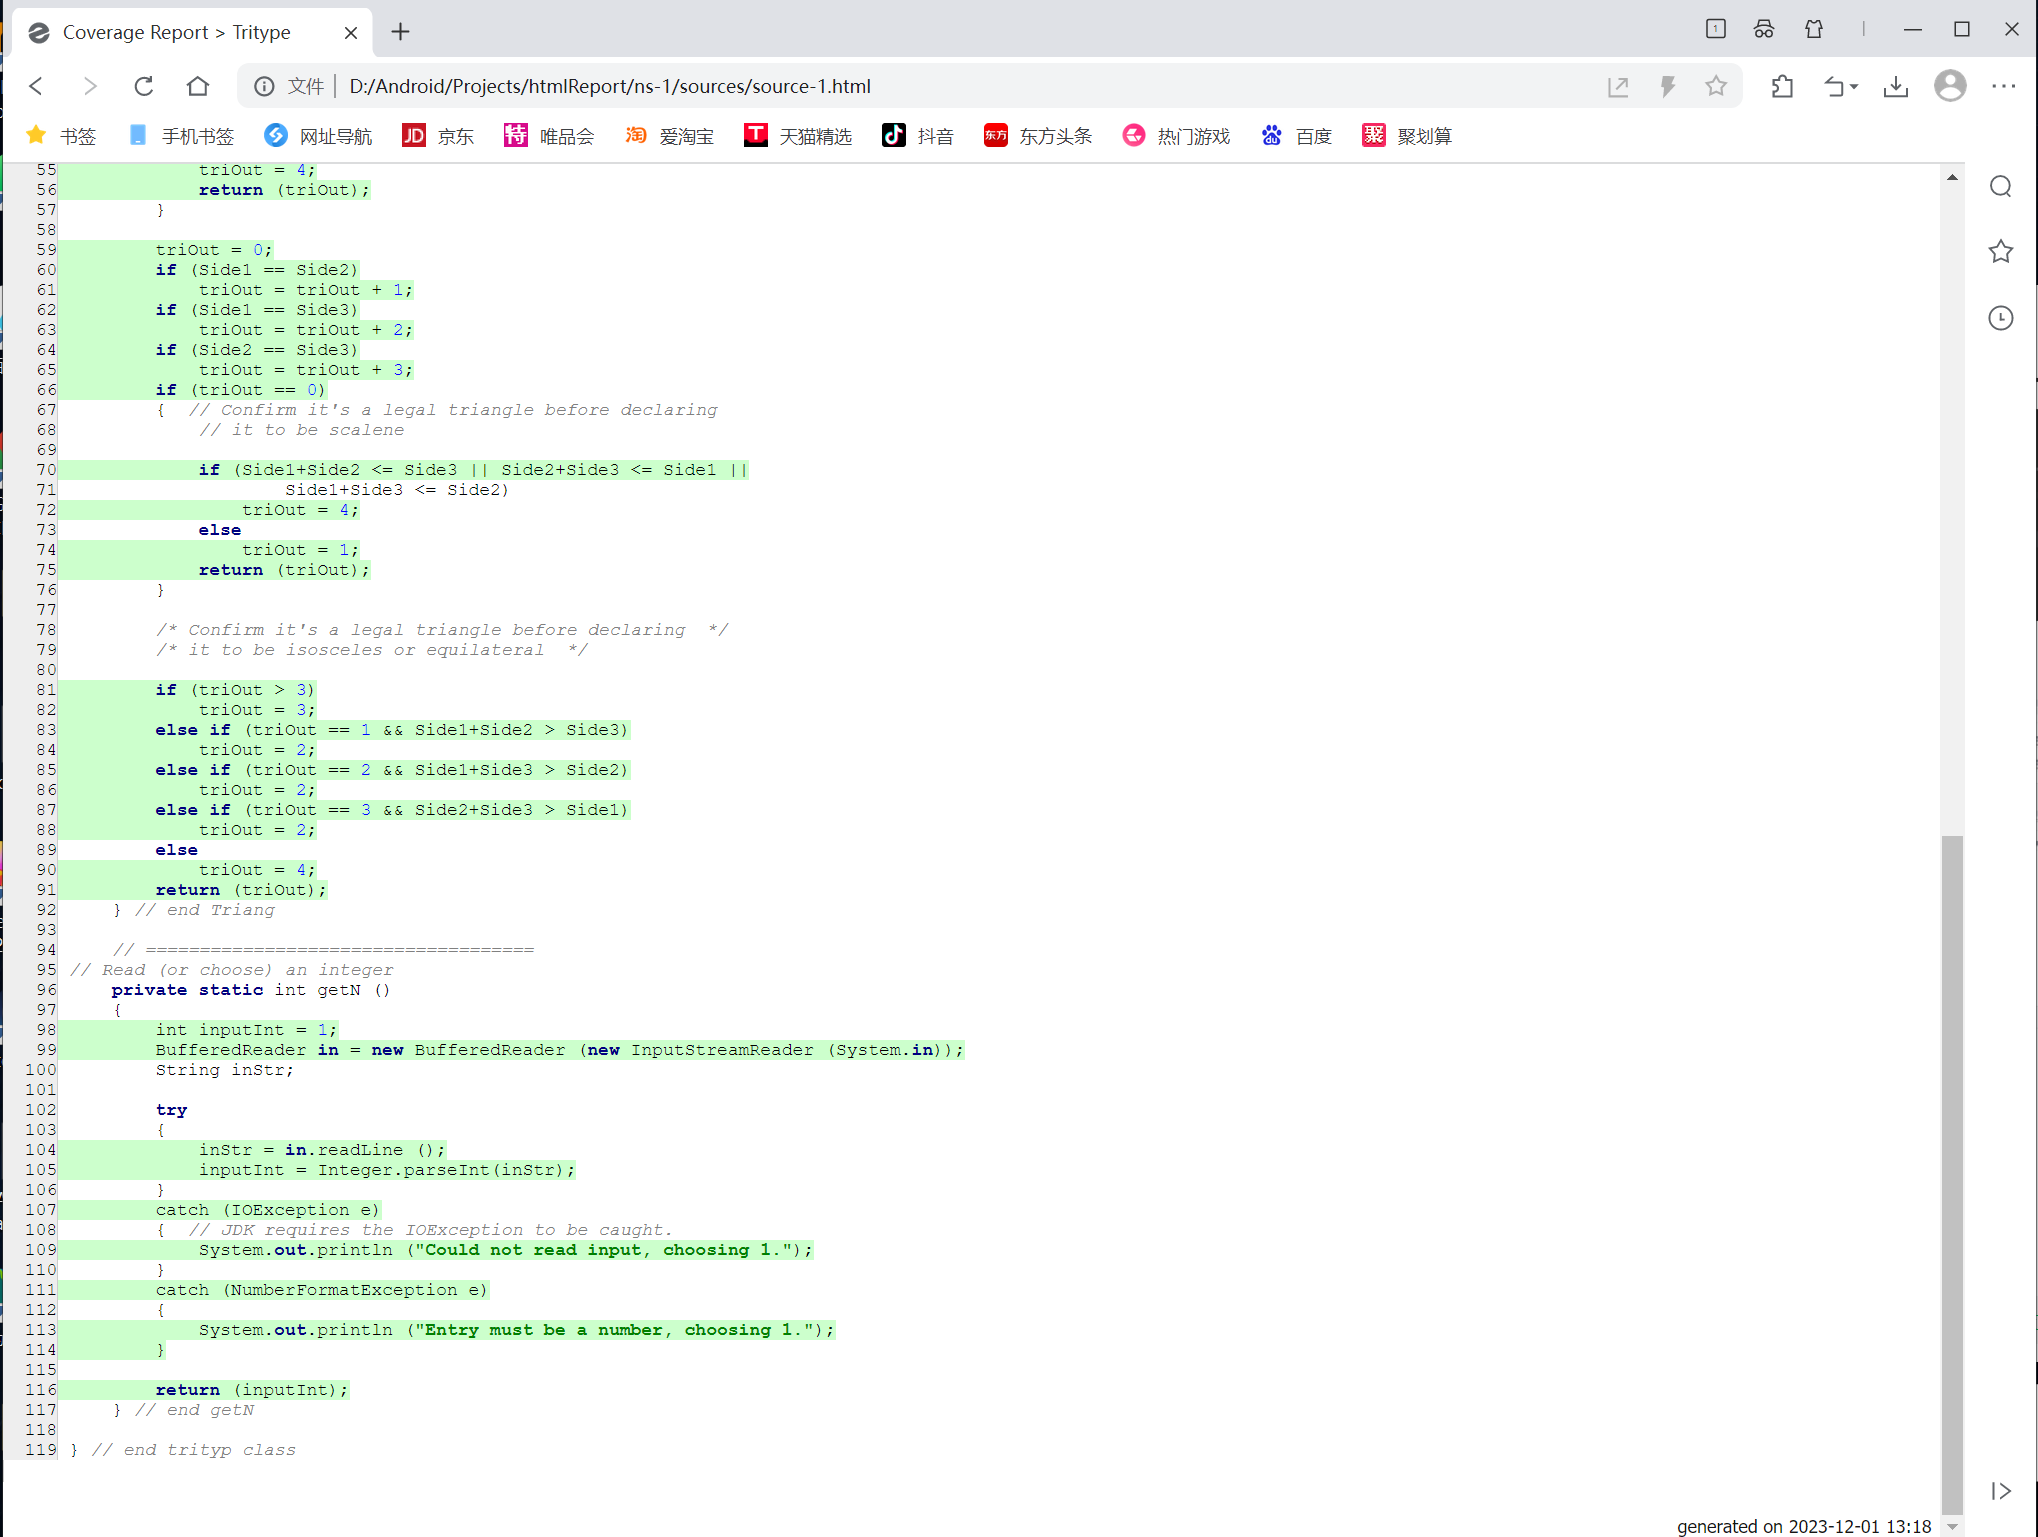 Coverage Report > Tritype
1
文件 D:/Android/Projects/htmlReport/ns-1/sources/source-1.html
书签 手机书签 网址导航 JD 京东 特 唯品会 淘 爱淘宝 T 天猫精选 抖音 东方 东方头条 热门游戏 du 百度 聚 聚划算
55 triOut = 4;
56 return (triOut);
57 }
58
59 triOut = 0;
60 if (Side1 == Side2)
61 triOut = triOut + 1;
62 if (Side1 == Side3)
63 triOut = triOut + 2;
64 if (Side2 == Side3)
65 triOut = triOut + 3;
66 if (triOut == 0)
67 { // Confirm it's a legal triangle before declaring
68 // it to be scalene
69
70 if (Side1+Side2 <= Side3 || Side2+Side3 <= Side1 ||
71 Side1+Side3 <= Side2)
72 triOut = 4;
73 else
74 triOut = 1;
75 return (triOut);
76 }
77
78 /* Confirm it's a legal triangle before declaring */
79 /* it to be isosceles or equilateral */
80
81 if (triOut > 3)
82 triOut = 3;
83 else if (triOut == 1 && Side1+Side2 > Side3)
84 triOut = 2;
85 else if (triOut == 2 && Side1+Side3 > Side2)
86 triOut = 2;
87 else if (triOut == 3 && Side2+Side3 > Side1)
88 triOut = 2;
89 else
90 triOut = 4;
91 return (triOut);
92 } // end Triang
93
94 // ====================================
95 // Read (or choose) an integer
96 private static int getN ()
97 {
98 int inputInt = 1;
99 BufferedReader in = new BufferedReader (new InputStreamReader (System.in));
100 String inStr;
101
102 try
103 {
104 inStr = in.readLine ();
105 inputInt = Integer.parseInt(inStr);
106 }
107 catch (IOException e)
108 { // JDK requires the IOException to be caught.
109 System.out.println ("Could not read input, choosing 1.");
110 }
111 catch (NumberFormatException e)
112 {
113 System.out.println ("Entry must be a number, choosing 1.");
114 }
115
116 return (inputInt);
117 } // end getN
118
119 } // end trityp class
generated on 2023-12-01 13:18